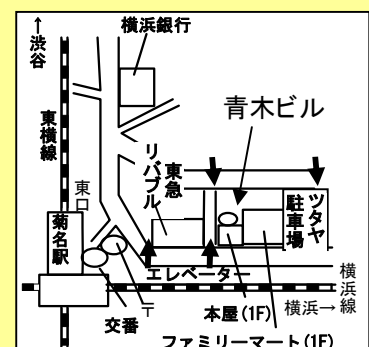 ↑渋谷
横浜銀行
東横線
青木ビル
東急
リバブル
ツタヤ
駐車場
東口
菊名駅
エレベーター
横浜線
横浜→
〒
本屋(1F)
交番
ファミリーマート(1F)